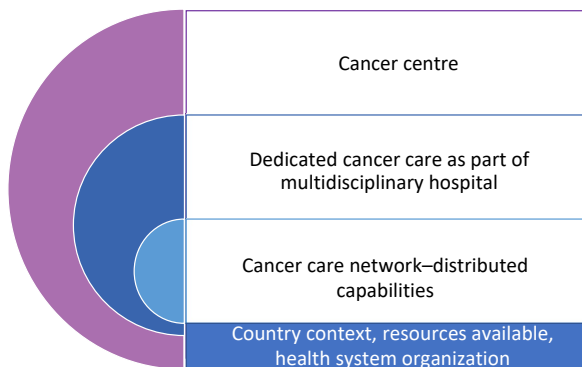 Cancer centre
Dedicated cancer care as part of
multidisciplinary hospital
Cancer care network–distributed
capabilities
Country context, resources available,
health system organization